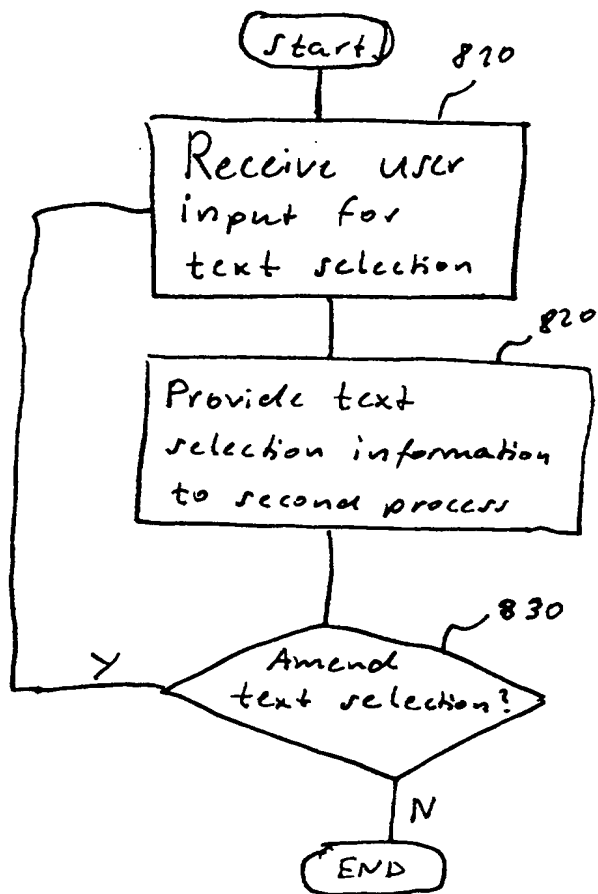 Start
810
Receive user
input for
text selection
820
Provide text
selection information
to second process
830
Amend
text selection?
Y
N
END